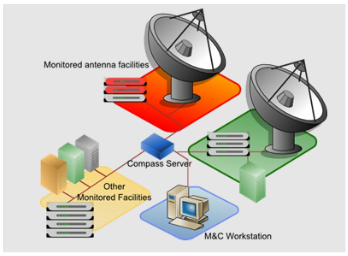 Monitored antenna facilities
Compass Server
Other
Monitored Facilities
M&C Workstation